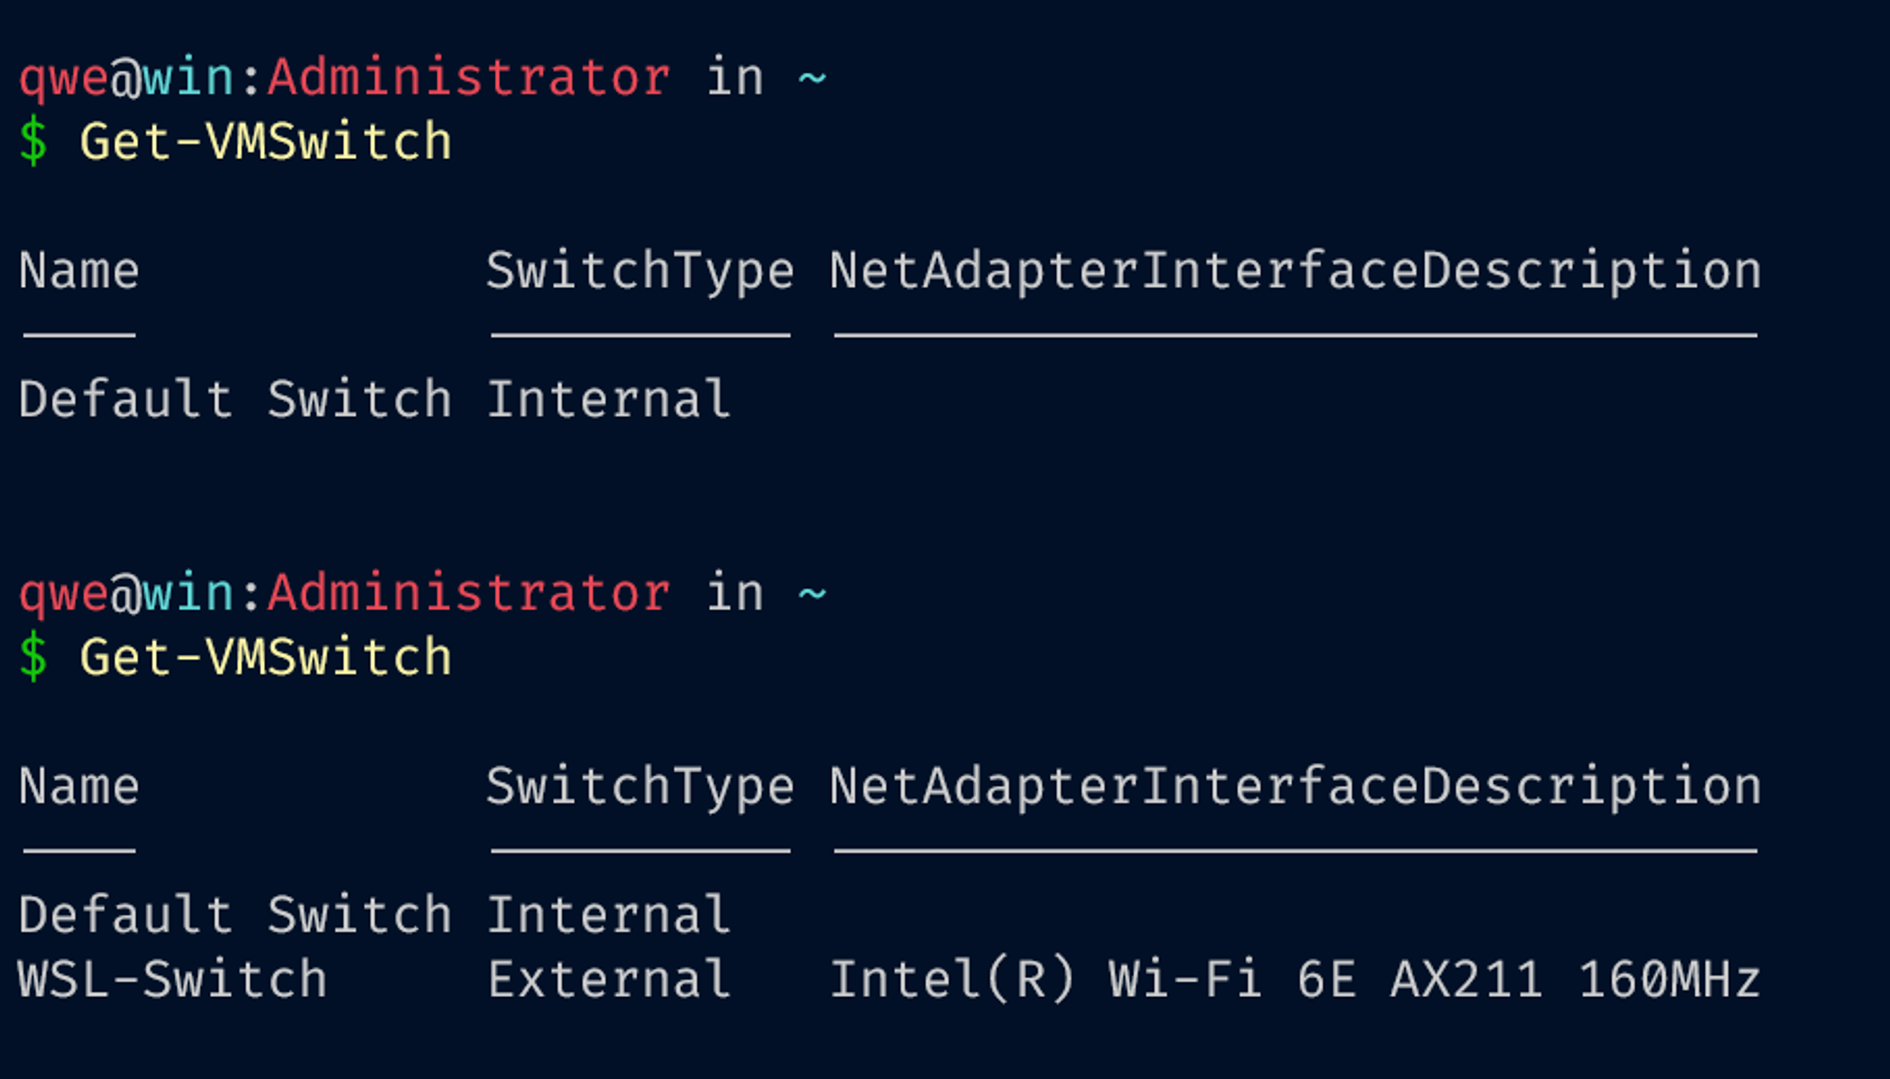 qwe@win:Administrator in ~
$ Get-VMSwitch
Name SwitchType NetAdapterInterfaceDescription
---- ---------- ------------------------------
Default Switch Internal
qwe@win:Administrator in ~
$ Get-VMSwitch
Name SwitchType NetAdapterInterfaceDescription
---- ---------- ------------------------------
Default Switch Internal
WSL-Switch External Intel(R) Wi-Fi 6E AX211 160MHz